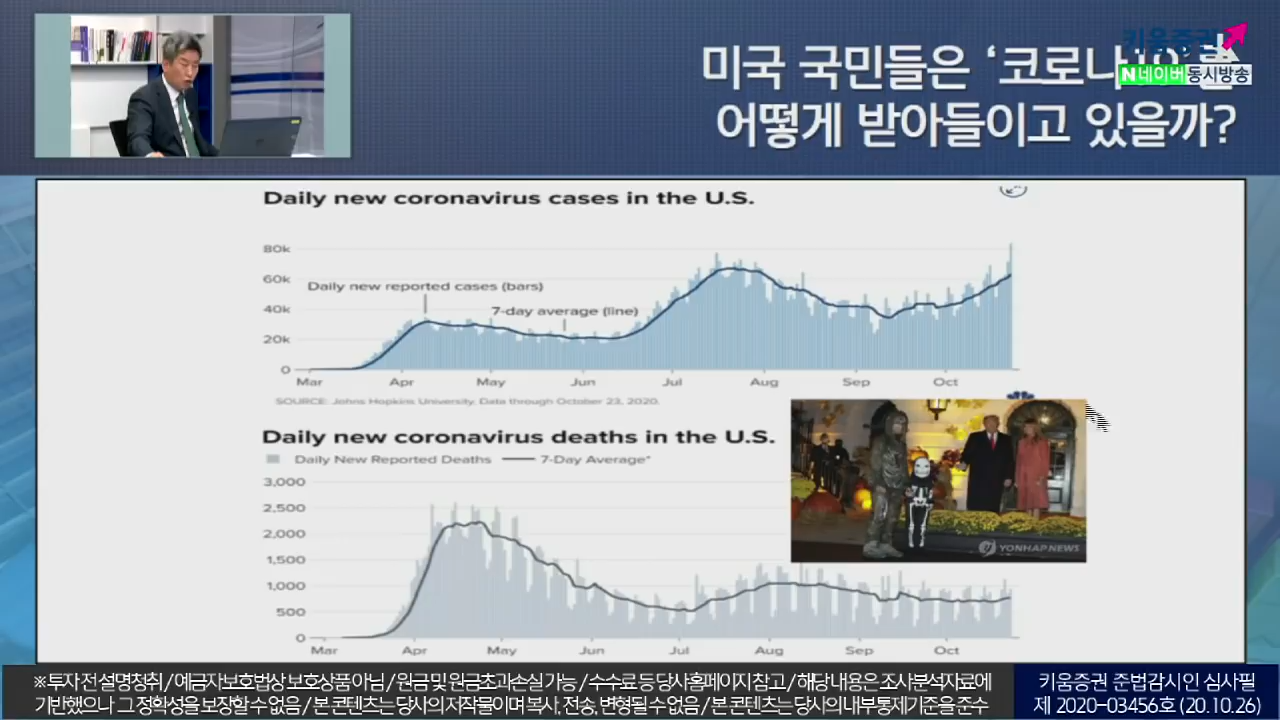 키움증권
미국 국민들은 ‘코로나19’를
N네이버 동시방송
어떻게 받아들이고 있을까?
Daily new coronavirus cases in the U.S.
80k
60k
Daily new reported cases (bars)
40k
7-day average (line)
20k
0
Mar Apr May Jun Jul Aug Sep Oct
SOURCE: Johns Hopkins University. Data through October 23, 2020.
Daily new coronavirus deaths in the U.S.
Daily New Reported Deaths 7-Day Average*
3,000
2,500
2,000
1,500
1,000
500
0
Mar Apr May Jun Jul Aug Sep Oct
YONHAP NEWS
※ 투자 전 설명청취 / 예금자보호법상 보호상품 아님 / 원금 및 원금초과손실 가능 / 수수료 등 당사홈페이지 참고 / 해당 내용은 조사분석자료에
기반했으나 그 정확성을 보장할 수 없음 / 본 콘텐츠는 당사의 저작물이며 복사, 전송, 변형될 수 없음 / 본 콘텐츠는 당사의 내부통제기준을 준수
키움증권 준법감시인 심사필
제 2020-03456호 (20.10.26)